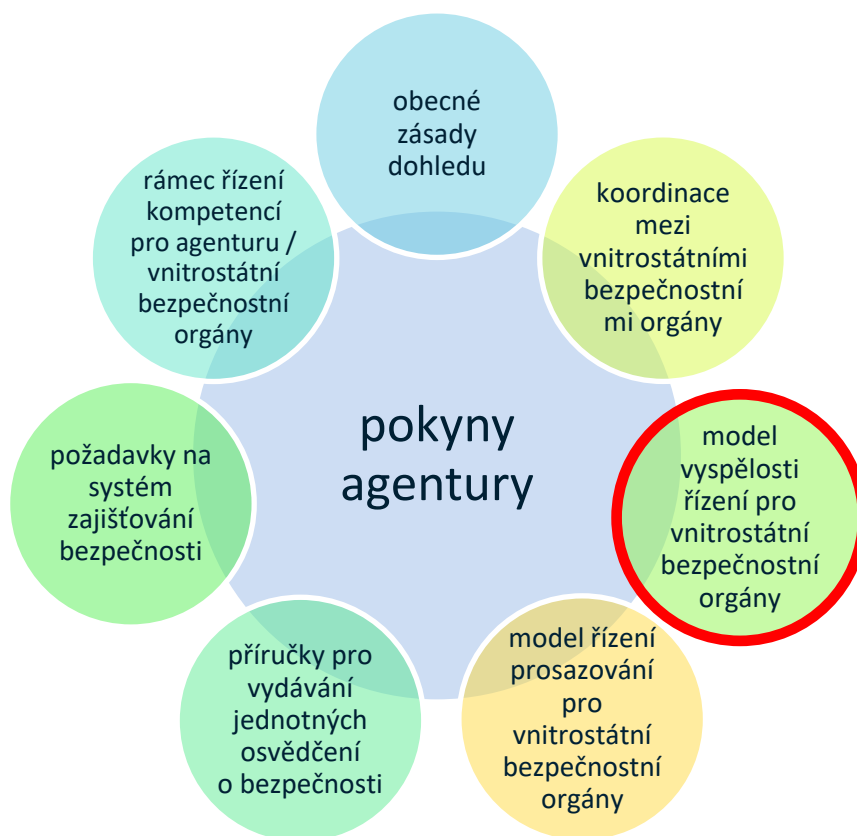 obecné
zásady
dohledu
koordinace
mezi
vnitrostátními
bezpečnostní
mi orgány
model
vyspělosti
řízení pro
vnitrostátní
bezpečnostní
orgány
model řízení
prosazování
pro
vnitrostátní
bezpečnostní
orgány
příručky pro
vydávání
jednotných
osvědčení
o bezpečnosti
požadavky na
systém
zajišťování
bezpečnosti
rámec řízení
kompetencí
pro agenturu /
vnitrostátní
bezpečnostní
orgány
pokyny
agentury